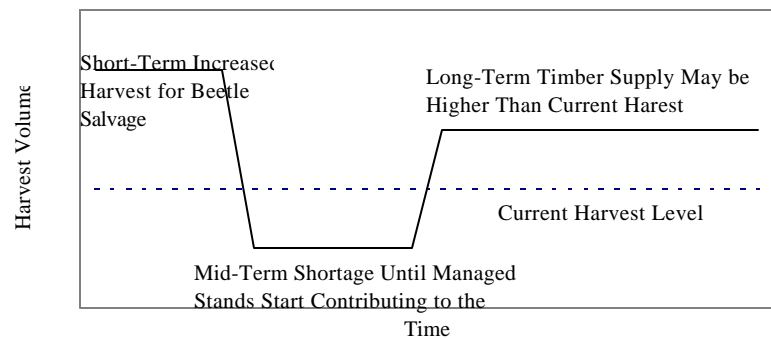 Short-Term Increased
Harvest for Beetle
Salvage
Long-Term Timber Supply May be
Higher Than Current Harest
Harvest Volume
Current Harvest Level
Mid-Term Shortage Until Managed
Stands Start Contributing to the
Time